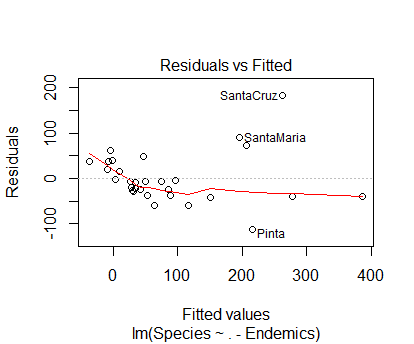 Residuals vs Fitted
Residuals
200
100
0
-100
SantaCruz
SantaMaria
Pinta
0 100 200 300 400
Fitted values
lm(Species ~ . - Endemics)